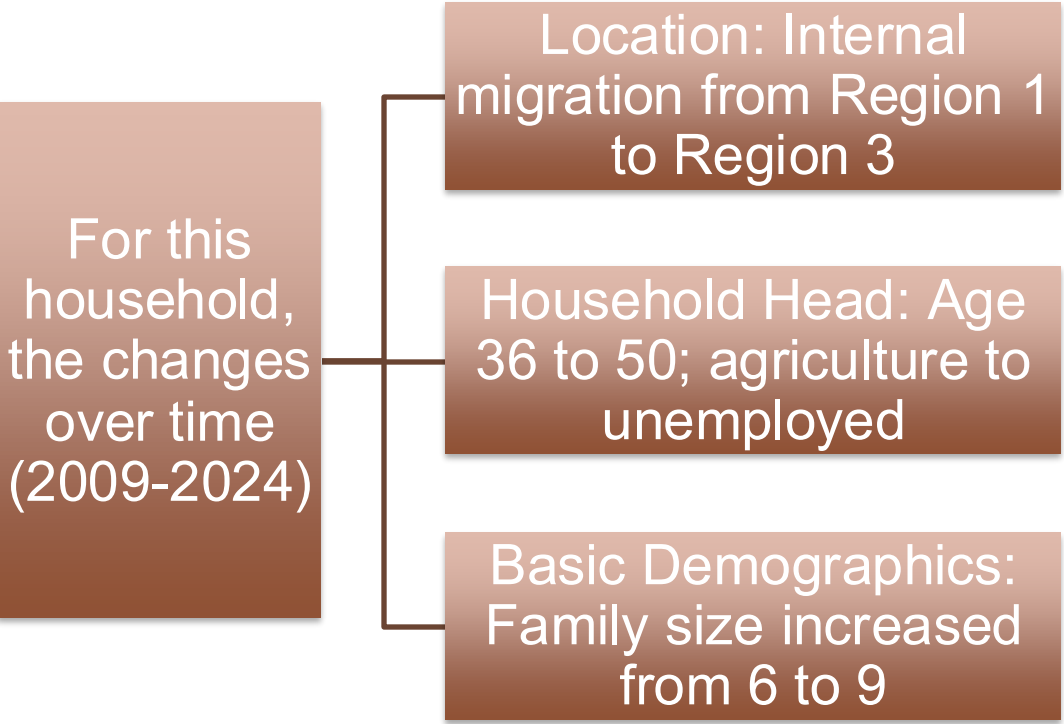 For this
household,
the changes
over time
(2009-2024)
Location: Internal
migration from Region 1
to Region 3
Household Head: Age
36 to 50; agriculture to
unemployed
Basic Demographics:
Family size increased
from 6 to 9